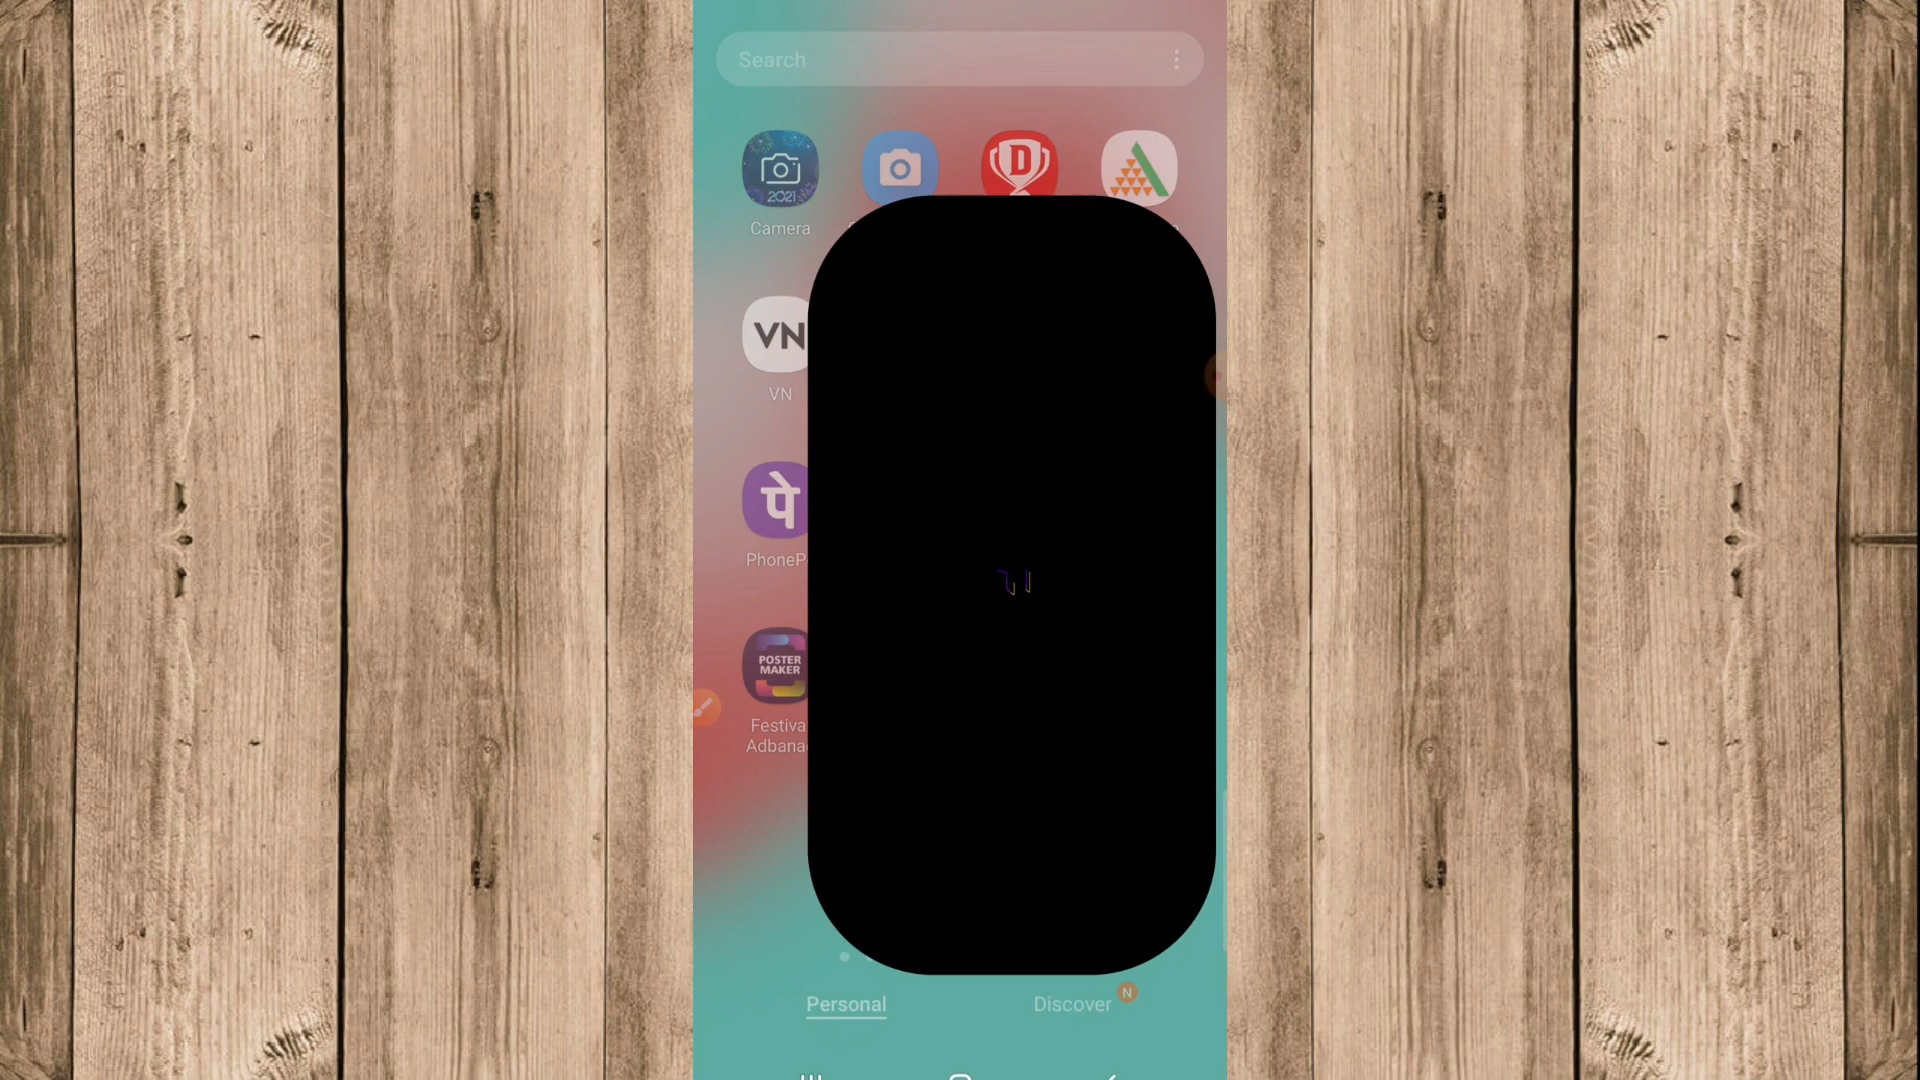 Search
2021
D
Camera
VN
VN
पे
PhoneP
POSTER
MAKER
Festiva
Adbana
Personal
Discover
N